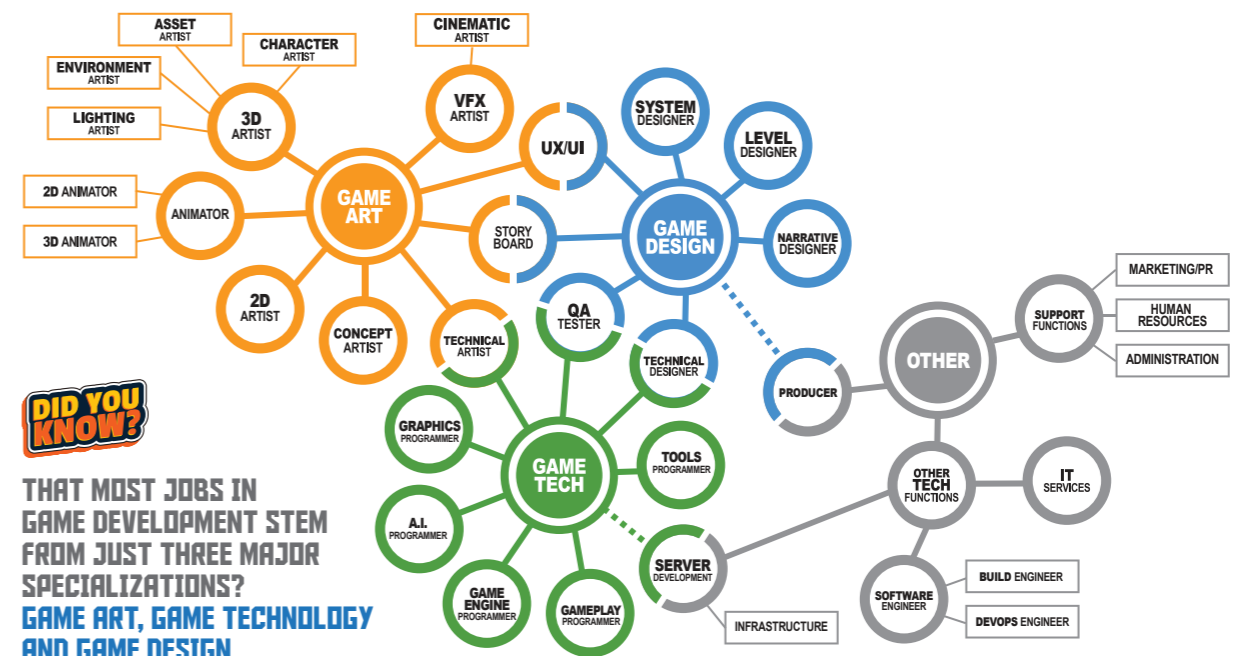 ASSET
ARTIST
CHARACTER
ARTIST
ENVIRONMENT
ARTIST
LIGHTING
ARTIST
3D
ARTIST
CINEMATIC
ARTIST
VFX
ARTIST
2D ANIMATOR
3D ANIMATOR
ANIMATOR
GAME
ART
2D
ARTIST
CONCEPT
ARTIST
TECHNICAL
ARTIST
UX/UI
STORY
BOARD
SYSTEM
DESIGNER
LEVEL
DESIGNER
NARRATIVE
DESIGNER
GAME
DESIGN
QA
TESTER
TECHNICAL
DESIGNER
PRODUCER
GRAPHICS
PROGRAMMER
A.I.
PROGRAMMER
GAME
ENGINE
PROGRAMMER
GAMEPLAY
PROGRAMMER
TOOLS
PROGRAMMER
GAME
TECH
SERVER
DEVELOPMENT
INFRASTRUCTURE
OTHER
SUPPORT
FUNCTIONS
MARKETING/PR
HUMAN
RESOURCES
ADMINISTRATION
OTHER
TECH
FUNCTIONS
IT
SERVICES
SOFTWARE
ENGINEER
BUILD ENGINEER
DEVOPS ENGINEER
DID YOU
KNOW?
THAT MOST JOBS IN
GAME DEVELOPMENT STEM
FROM JUST THREE MAJOR
SPECIALIZATIONS?
GAME ART, GAME TECHNOLOGY
AND GAME DESIGN